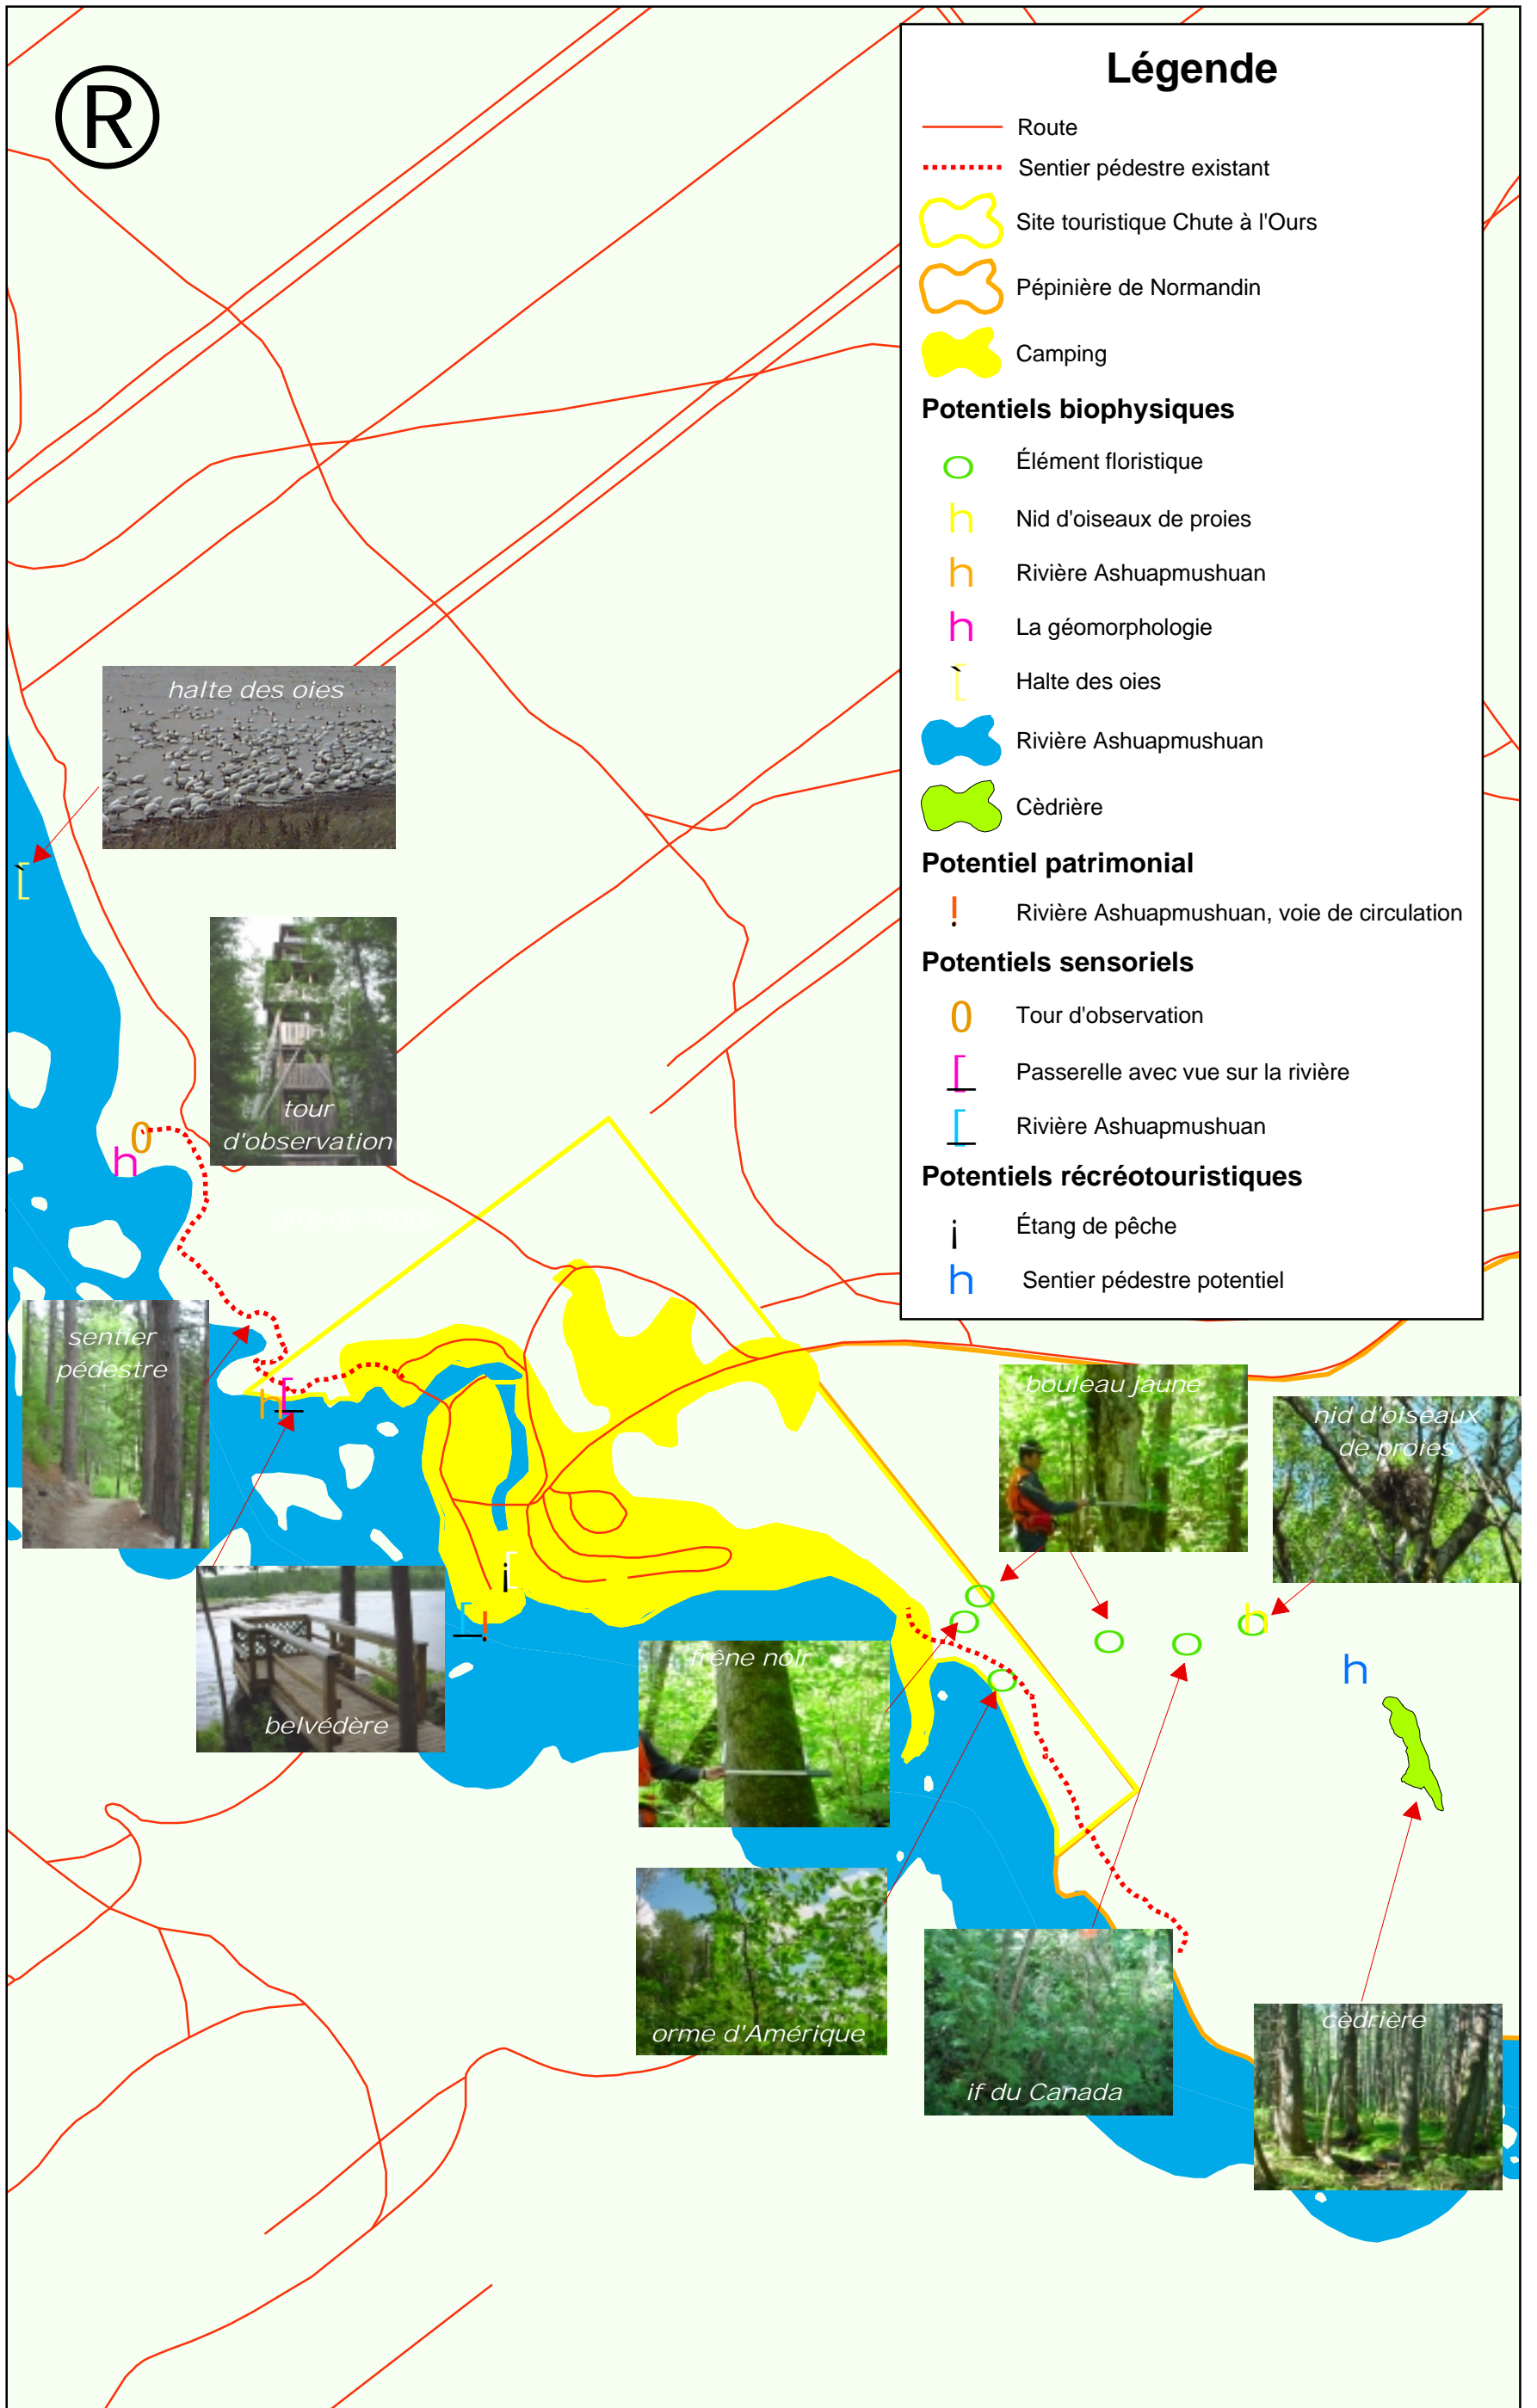 ®
Légende
Route
Sentier pédestre existant
Site touristique Chute à l'Ours
Pépinière de Normandin
Camping
Potentiels biophysiques
O Élément floristique
h Nid d'oiseaux de proies
h Rivière Ashuapmushuan
h La géomorphologie
` [ Halte des oies
Rivière Ashuapmushuan
Cèdrière
Potentiel patrimonial
! Rivière Ashuapmushuan, voie de circulation
Potentiels sensoriels
0 Tour d'observation
[ Passerelle avec vue sur la rivière
[ Rivière Ashuapmushuan
Potentiels récréotouristiques
¡ Étang de pêche
h Sentier pédestre potentiel
halte des oies
` [
tour
d'observation
0
h
sentier
pédestre
h [
belvédère
¡ [
[ !
bouleau jaune
nid d'oiseaux
de proies
O
O
O
O
O h
O
h
frêne noir
orme d'Amérique
if du Canada
cèdrière